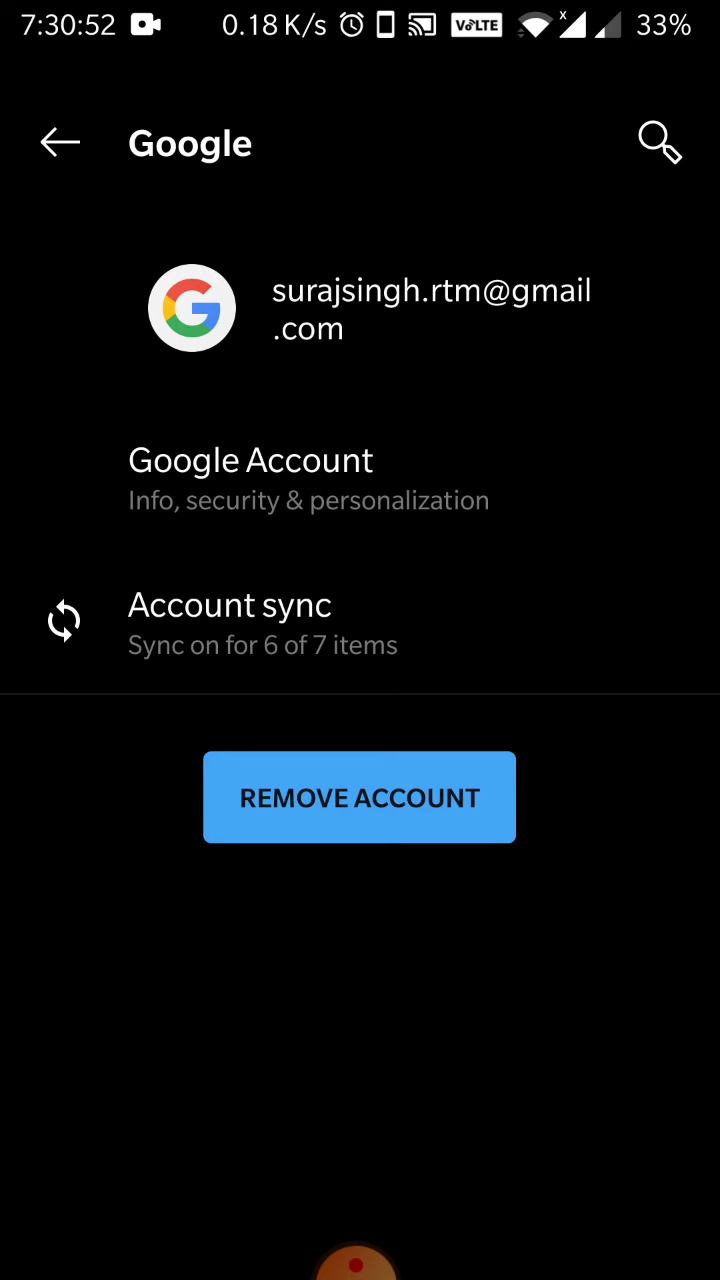 7:30:52 0.18 K/s VoLTE x 33%
Google
surajsingh.rtm@gmail
.com
Google Account
Info, security & personalization
Account sync
Sync on for 6 of 7 items
REMOVE ACCOUNT